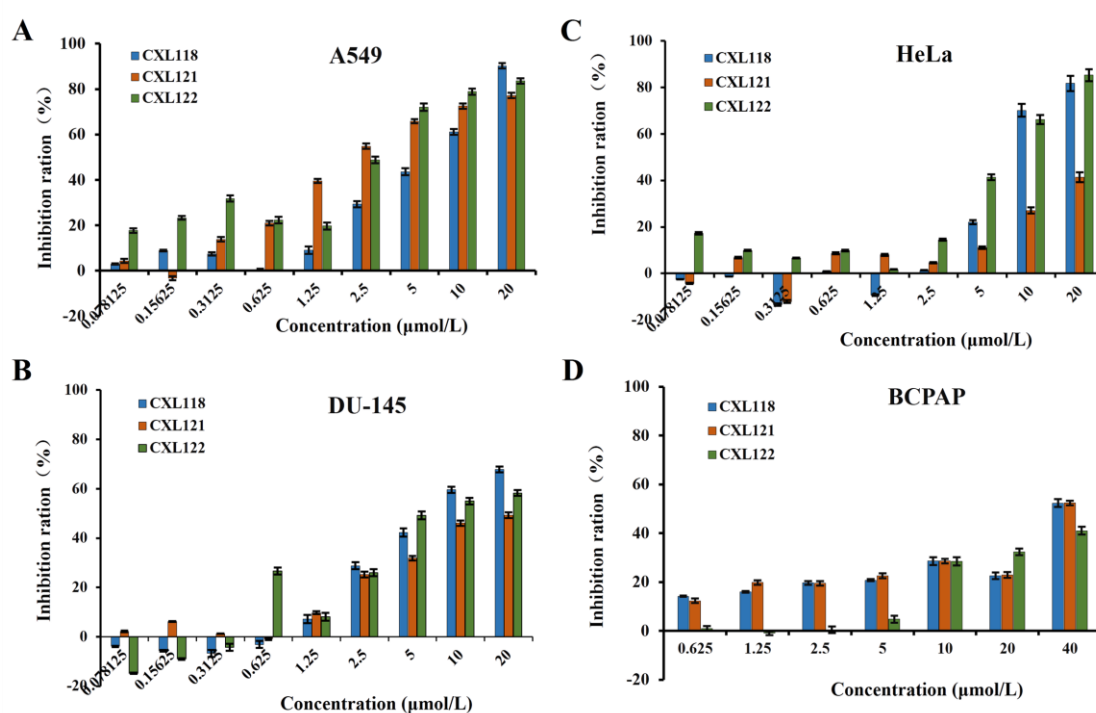 A
A549
CXL118
CXL121
CXL122
Inhibition ration（%）
100
80
60
40
20
0
-20
0.078125
0.15625
0.3125
0.625
1.25
2.5
5
10
20
Concentration (μmol/L)
B
DU-145
CXL118
CXL121
CXL122
Inhibition ration（%）
100
80
60
40
20
0
-20
0.078125
0.15625
0.3125
0.625
1.25
2.5
5
10
20
Concentration (μmol/L)
C
HeLa
CXL118
CXL121
CXL122
Inhibition ration（%）
100
80
60
40
20
0
-20
0.078125
0.15625
0.3125
0.625
1.25
2.5
5
10
20
Concentration (μmol/L)
D
BCPAP
CXL118
CXL121
CXL122
Inhibition ration（%）
100
80
60
40
20
0
-20
0.625
1.25
2.5
5
10
20
40
Concentration (μmol/L)